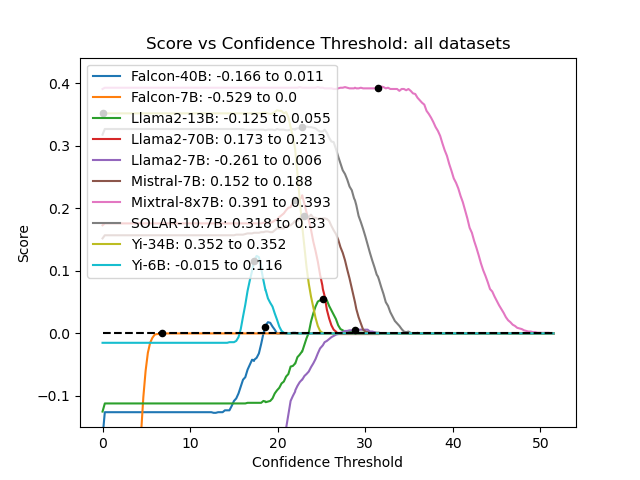 Score vs Confidence Threshold: all datasets
Falcon-40B: -0.166 to 0.011
Falcon-7B: -0.529 to 0.0
Llama2-13B: -0.125 to 0.055
Llama2-70B: 0.173 to 0.213
Llama2-7B: -0.261 to 0.006
Mistral-7B: 0.152 to 0.188
Mixtral-8x7B: 0.391 to 0.393
SOLAR-10.7B: 0.318 to 0.33
Yi-34B: 0.352 to 0.352
Yi-6B: -0.015 to 0.116
Score
0.4
0.3
0.2
0.1
0.0
−0.1
0 10 20 30 40 50
Confidence Threshold